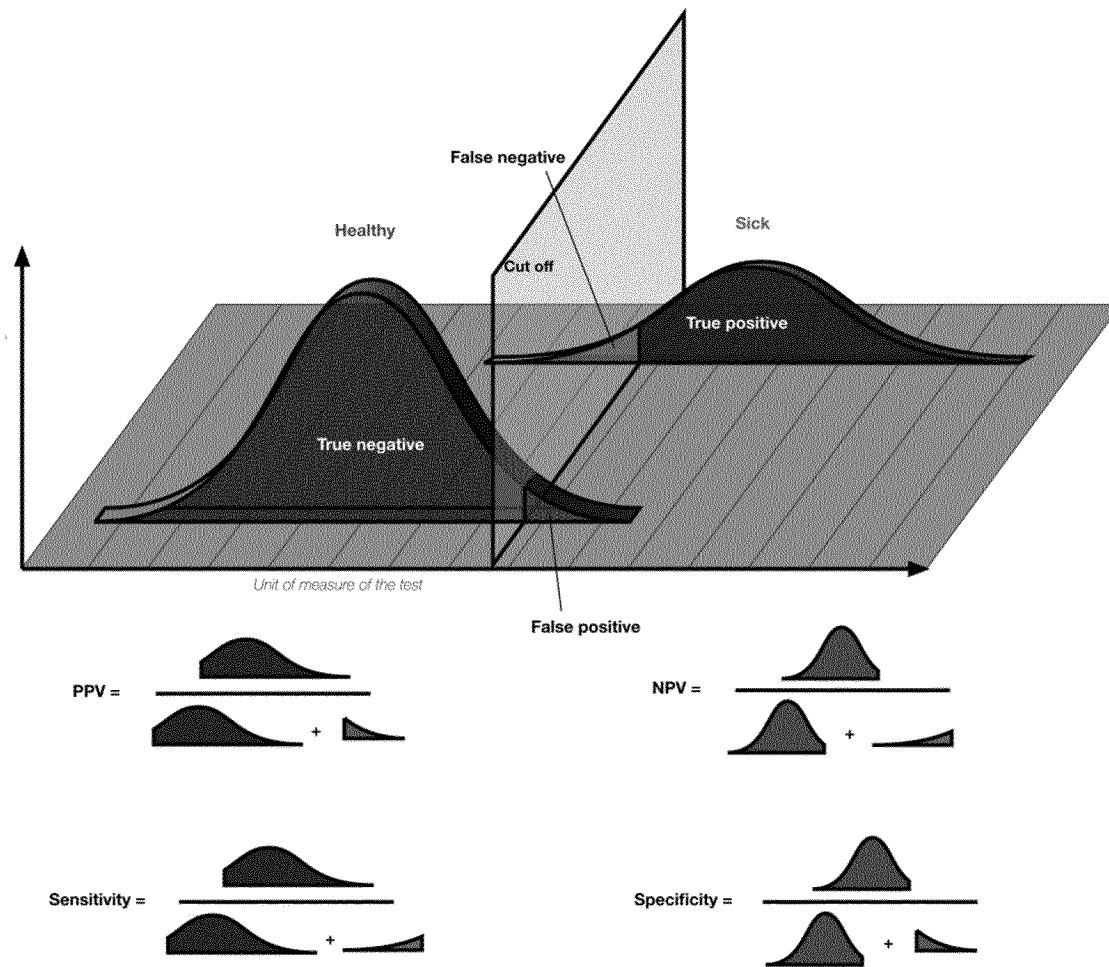 False negative
Healthy
Sick
Cut off
True positive
True negative
Unit of measure of the test
False positive
PPV =
+
NPV =
+
Sensitivity =
+
Specificity =
+